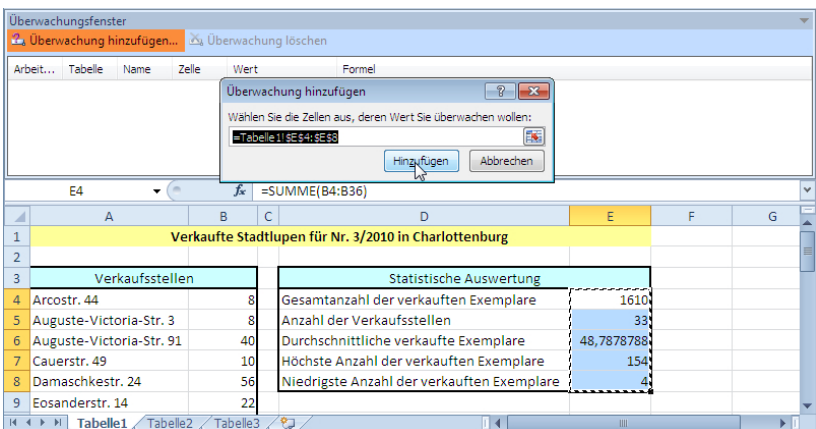 Überwachungsfenster
Überwachung hinzufügen... Überwachung löschen
Arbeit... Tabelle Name Zelle Wert Formel
Überwachung hinzufügen
Wählen Sie die Zellen aus, deren Wert Sie überwachen wollen:
=Tabelle1!$E$4:$E$8
Hinzufügen Abbrechen
E4 fx =SUMME(B4:B36)
A B C D E F G
1 Verkaufte Stadtlupen für Nr. 3/2010 in Charlottenburg
2
3 Verkaufsstellen Statistische Auswertung
4 Arcostr. 44 8 Gesamtanzahl der verkauften Exemplare 1610
5 Auguste-Victoria-Str. 3 8 Anzahl der Verkaufsstellen 33
6 Auguste-Victoria-Str. 91 40 Durchschnittliche verkaufte Exemplare 48,7878788
7 Cauerstr. 49 10 Höchste Anzahl der verkauften Exemplare 154
8 Damaschkestr. 24 56 Niedrigste Anzahl der verkauften Exemplare 4
9 Eosanderstr. 14 22
Tabelle1 Tabelle2 Tabelle3